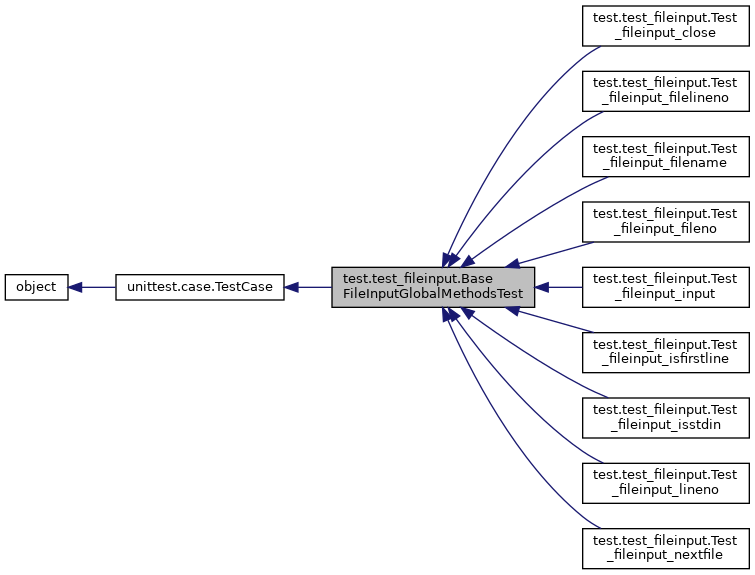 object
unittest.case.TestCase
test.test_fileinput.Base
FileInputGlobalMethodsTest
test.test_fileinput.Test
_fileinput_close
test.test_fileinput.Test
_fileinput_filelineno
test.test_fileinput.Test
_fileinput_filename
test.test_fileinput.Test
_fileinput_fileno
test.test_fileinput.Test
_fileinput_input
test.test_fileinput.Test
_fileinput_isfirstline
test.test_fileinput.Test
_fileinput_isstdin
test.test_fileinput.Test
_fileinput_lineno
test.test_fileinput.Test
_fileinput_nextfile